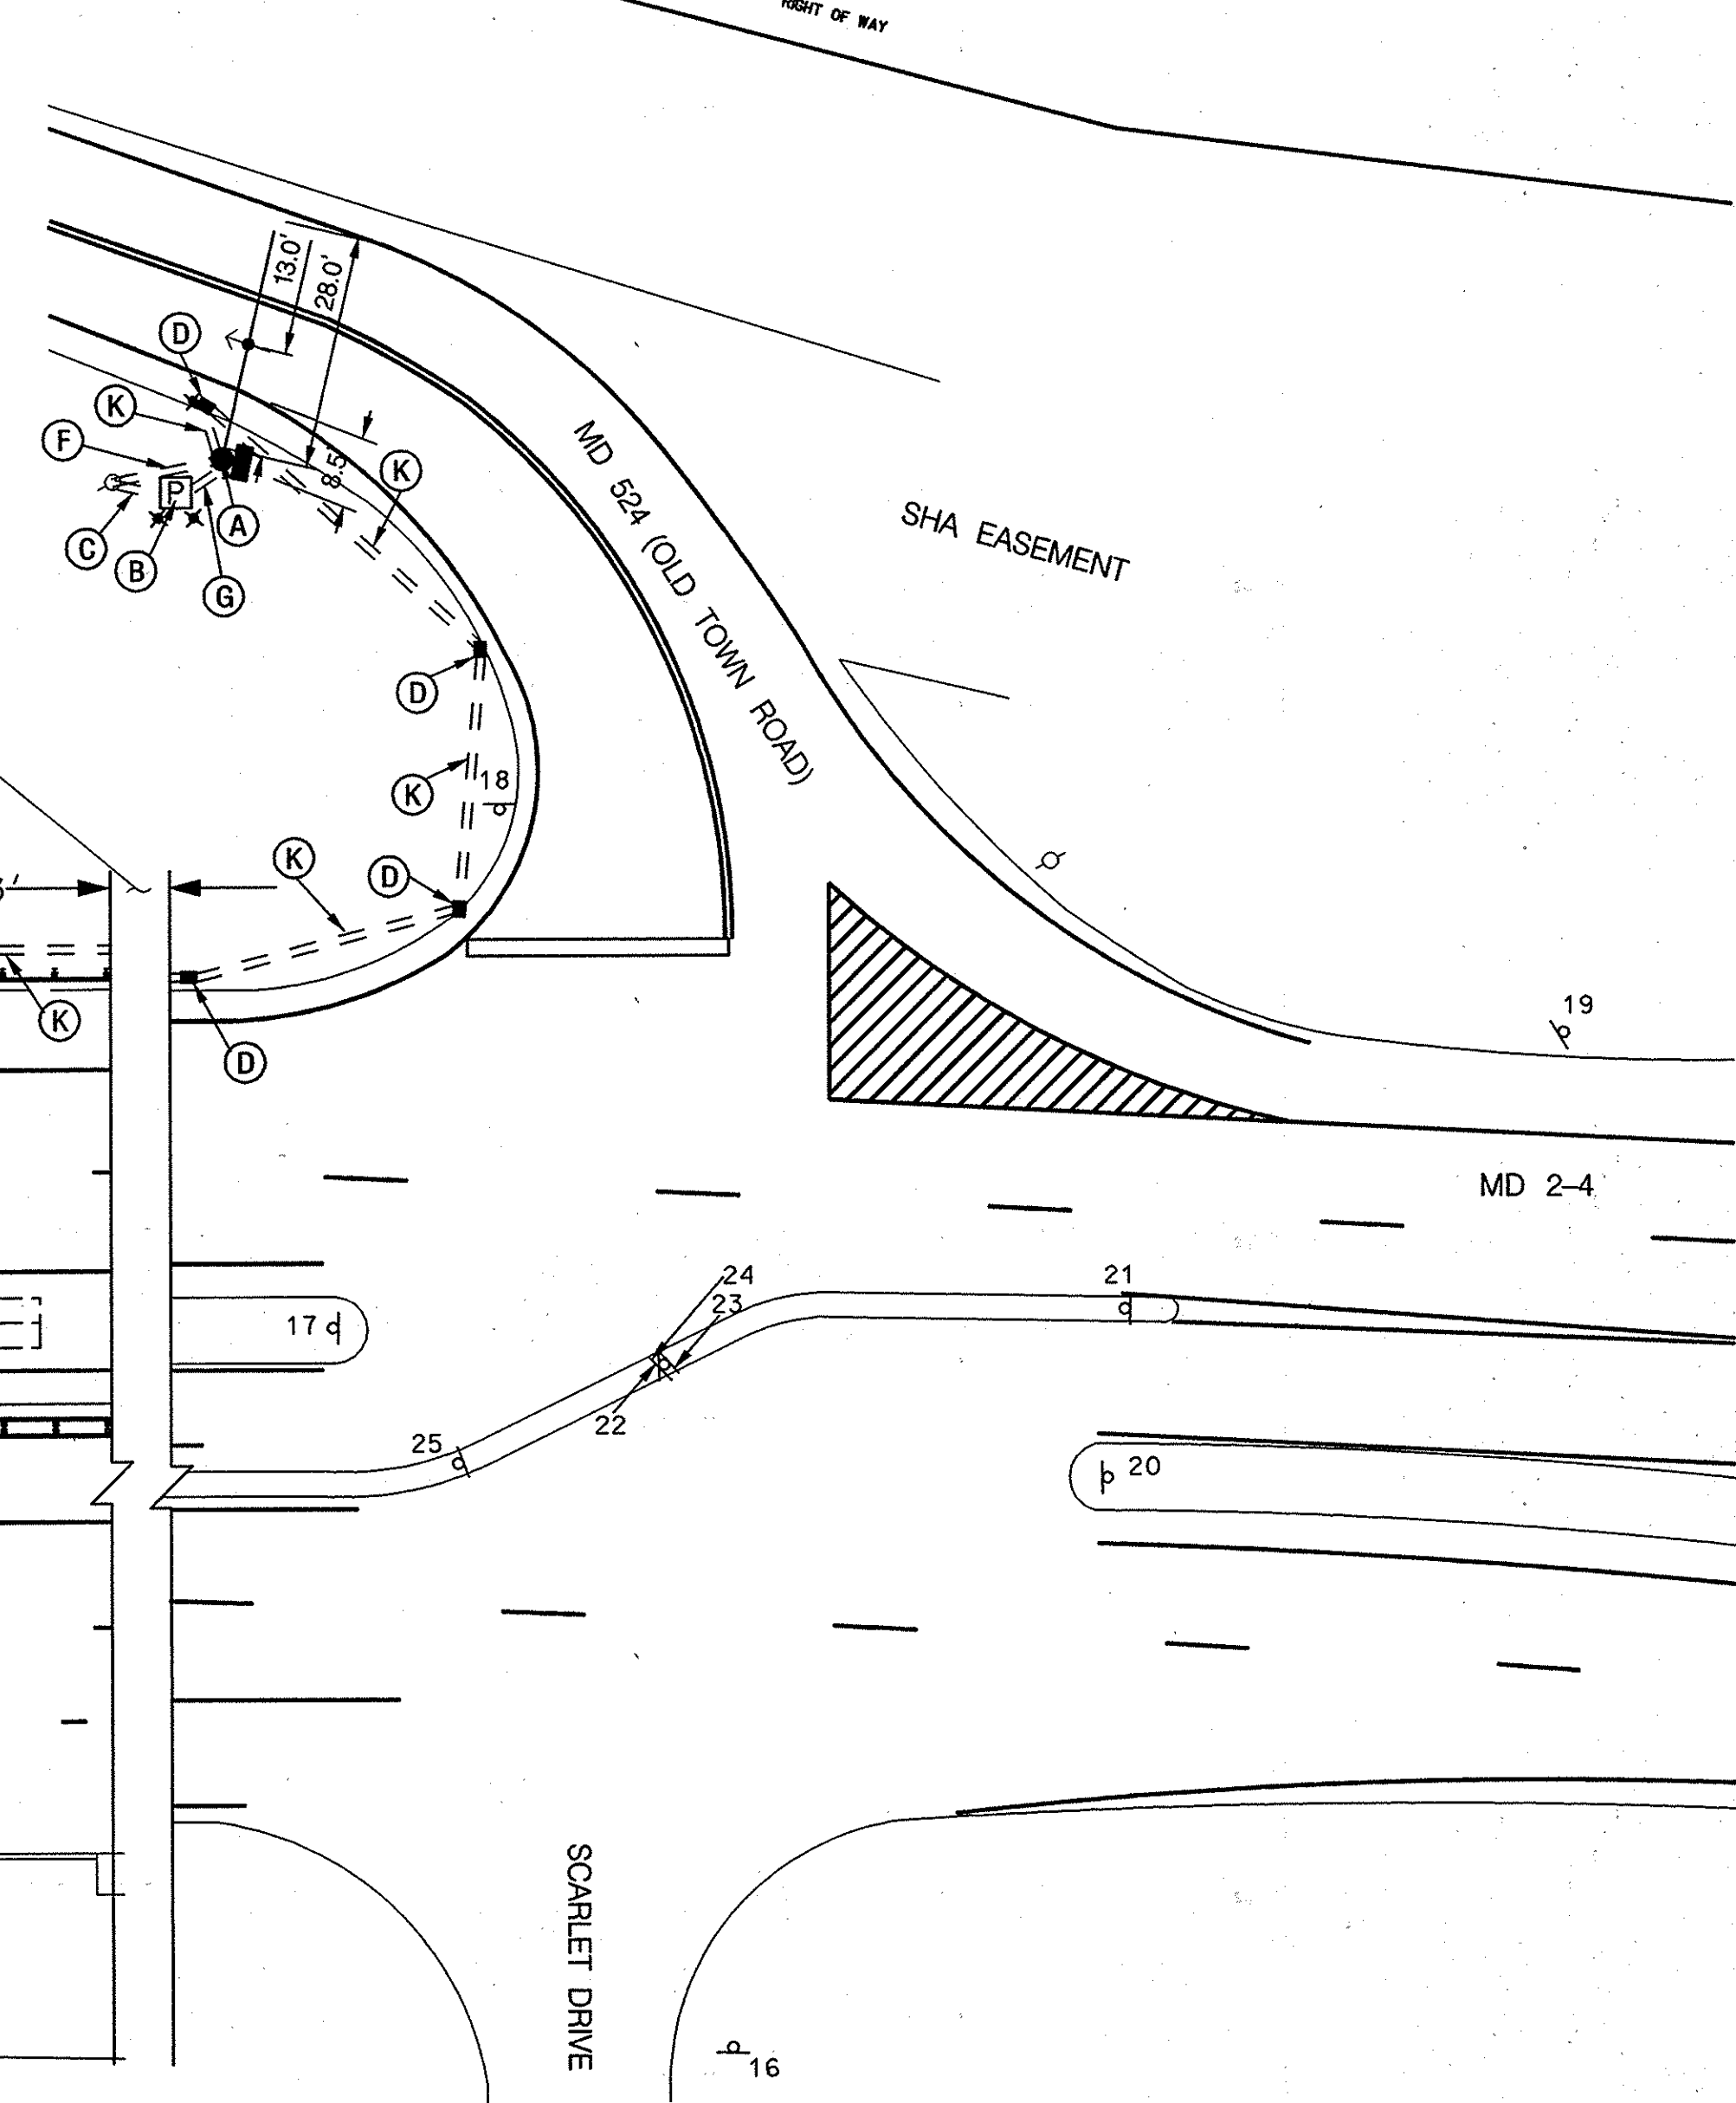 RIGHT OF WAY
13.0'
28.0'
D
K
F
8.5'
K
P
C
A
B
G
MD 524 (OLD TOWN ROAD)
SHA EASEMENT
D
K
18
K
D
K
D
19
MD 2-4
24
23
21
17
22
25
20
SCARLET DRIVE
16